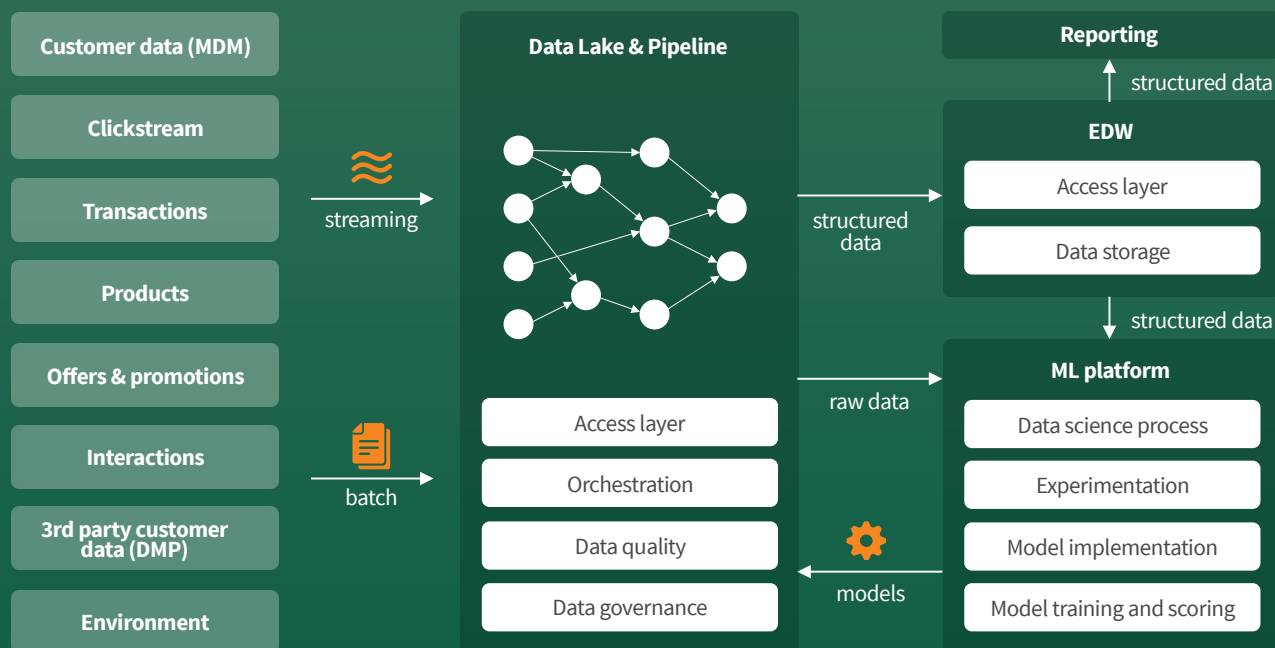 Customer data (MDM)
Clickstream
Transactions
Products
Offers & promotions
Interactions
3rd party customer
data (DMP)
Environment
streaming
batch
Data Lake & Pipeline
Access layer
Orchestration
Data quality
Data governance
structured
data
raw data
models
Reporting
structured data
EDW
Access layer
Data storage
structured data
ML platform
Data science process
Experimentation
Model implementation
Model training and scoring